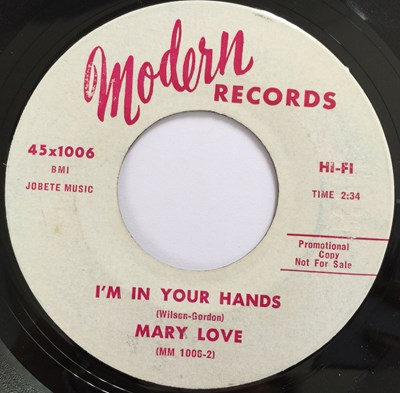 Modern
RECORDS
45x1006
BMI
JOBETE MUSIC
HI-FI
TIME 2:34
Promotional
Copy
Not For Sale
I'M IN YOUR HANDS
(Wilson-Gordon)
MARY LOVE
(MM 1006-2)